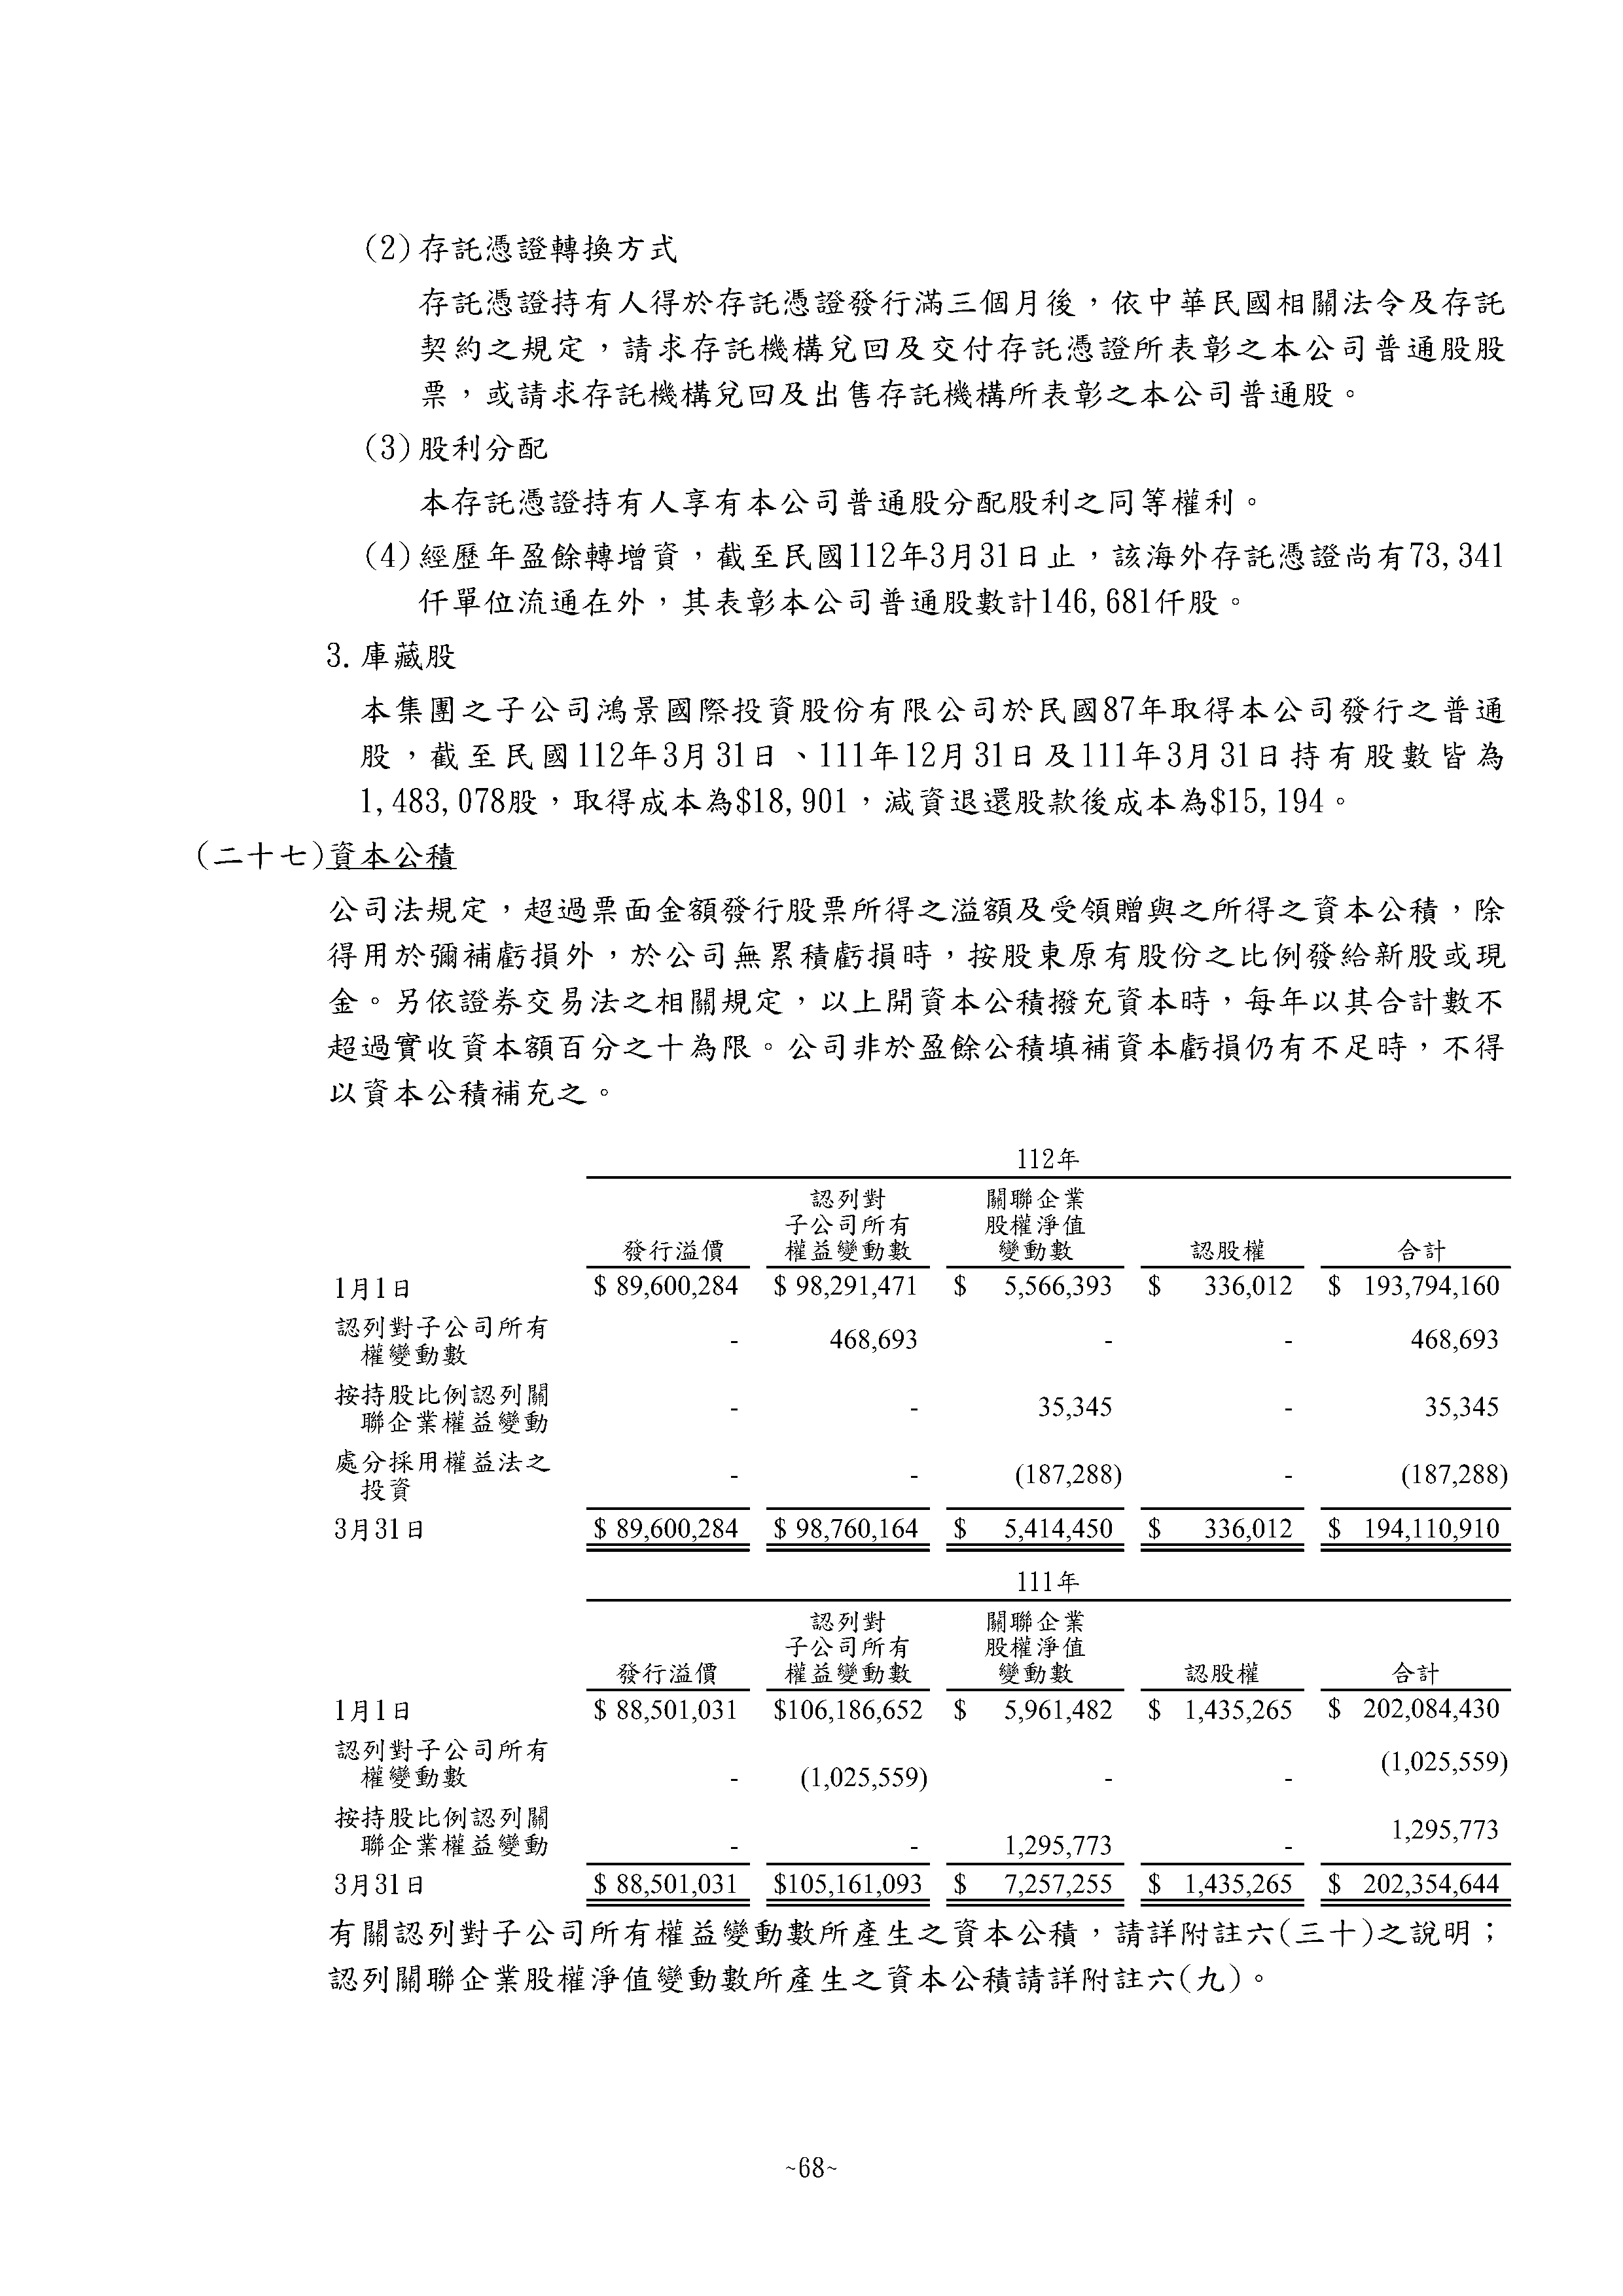 (2)存託憑證轉換方式
存託憑證持有人得於存託憑證發行滿三個月後，依中華民國相關法令及存託
契約之規定，請求存託機構兌回及交付存託憑證所表彰之本公司普通股股
票，或請求存託機構兌回及出售存託機構所表彰之本公司普通股。
(3)股利分配
本存託憑證持有人享有本公司普通股分配股利之同等權利。
(4)經歷年盈餘轉增資，截至民國112年3月31日止，該海外存託憑證尚有73,341
仟單位流通在外，其表彰本公司普通股數計146,681仟股。
3.庫藏股
本集團之子公司鴻景國際投資股份有限公司於民國87年取得本公司發行之普通
股，截至民國112年3月31日、111年12月31日及111年3月31日持有股數皆為
1,483,078股，取得成本為$18,901，減資退還股款後成本為$15,194。
(二十七)資本公積
公司法規定，超過票面金額發行股票所得之溢額及受領贈與之所得之資本公積，除
得用於彌補虧損外，於公司無累積虧損時，按股東原有股份之比例發給新股或現
金。另依證券交易法之相關規定，以上開資本公積撥充資本時，每年以其合計數不
超過實收資本額百分之十為限。公司非於盈餘公積填補資本虧損仍有不足時，不得
以資本公積補充之。
112年
認列對 關聯企業
子公司所有 股權淨值
發行溢價 權益變動數 變動數 認股權 合計
1月1日 $ 89,600,284 $ 98,291,471 $ 5,566,393 $ 336,012 $ 193,794,160
認列對子公司所有
權變動數 - 468,693 - - 468,693
按持股比例認列關
聯企業權益變動 - - 35,345 - 35,345
處分採用權益法之
投資 - - (187,288) - (187,288)
3月31日 $ 89,600,284 $ 98,760,164 $ 5,414,450 $ 336,012 $ 194,110,910
111年
認列對 關聯企業
子公司所有 股權淨值
發行溢價 權益變動數 變動數 認股權 合計
1月1日 $ 88,501,031 $106,186,652 $ 5,961,482 $ 1,435,265 $ 202,084,430
認列對子公司所有
權變動數 - (1,025,559) - - (1,025,559)
按持股比例認列關
聯企業權益變動 - - 1,295,773 - 1,295,773
3月31日 $ 88,501,031 $105,161,093 $ 7,257,255 $ 1,435,265 $ 202,354,644
有關認列對子公司所有權益變動數所產生之資本公積，請詳附註六(三十)之說明；
認列關聯企業股權淨值變動數所產生之資本公積請詳附註六(九)。
~68~